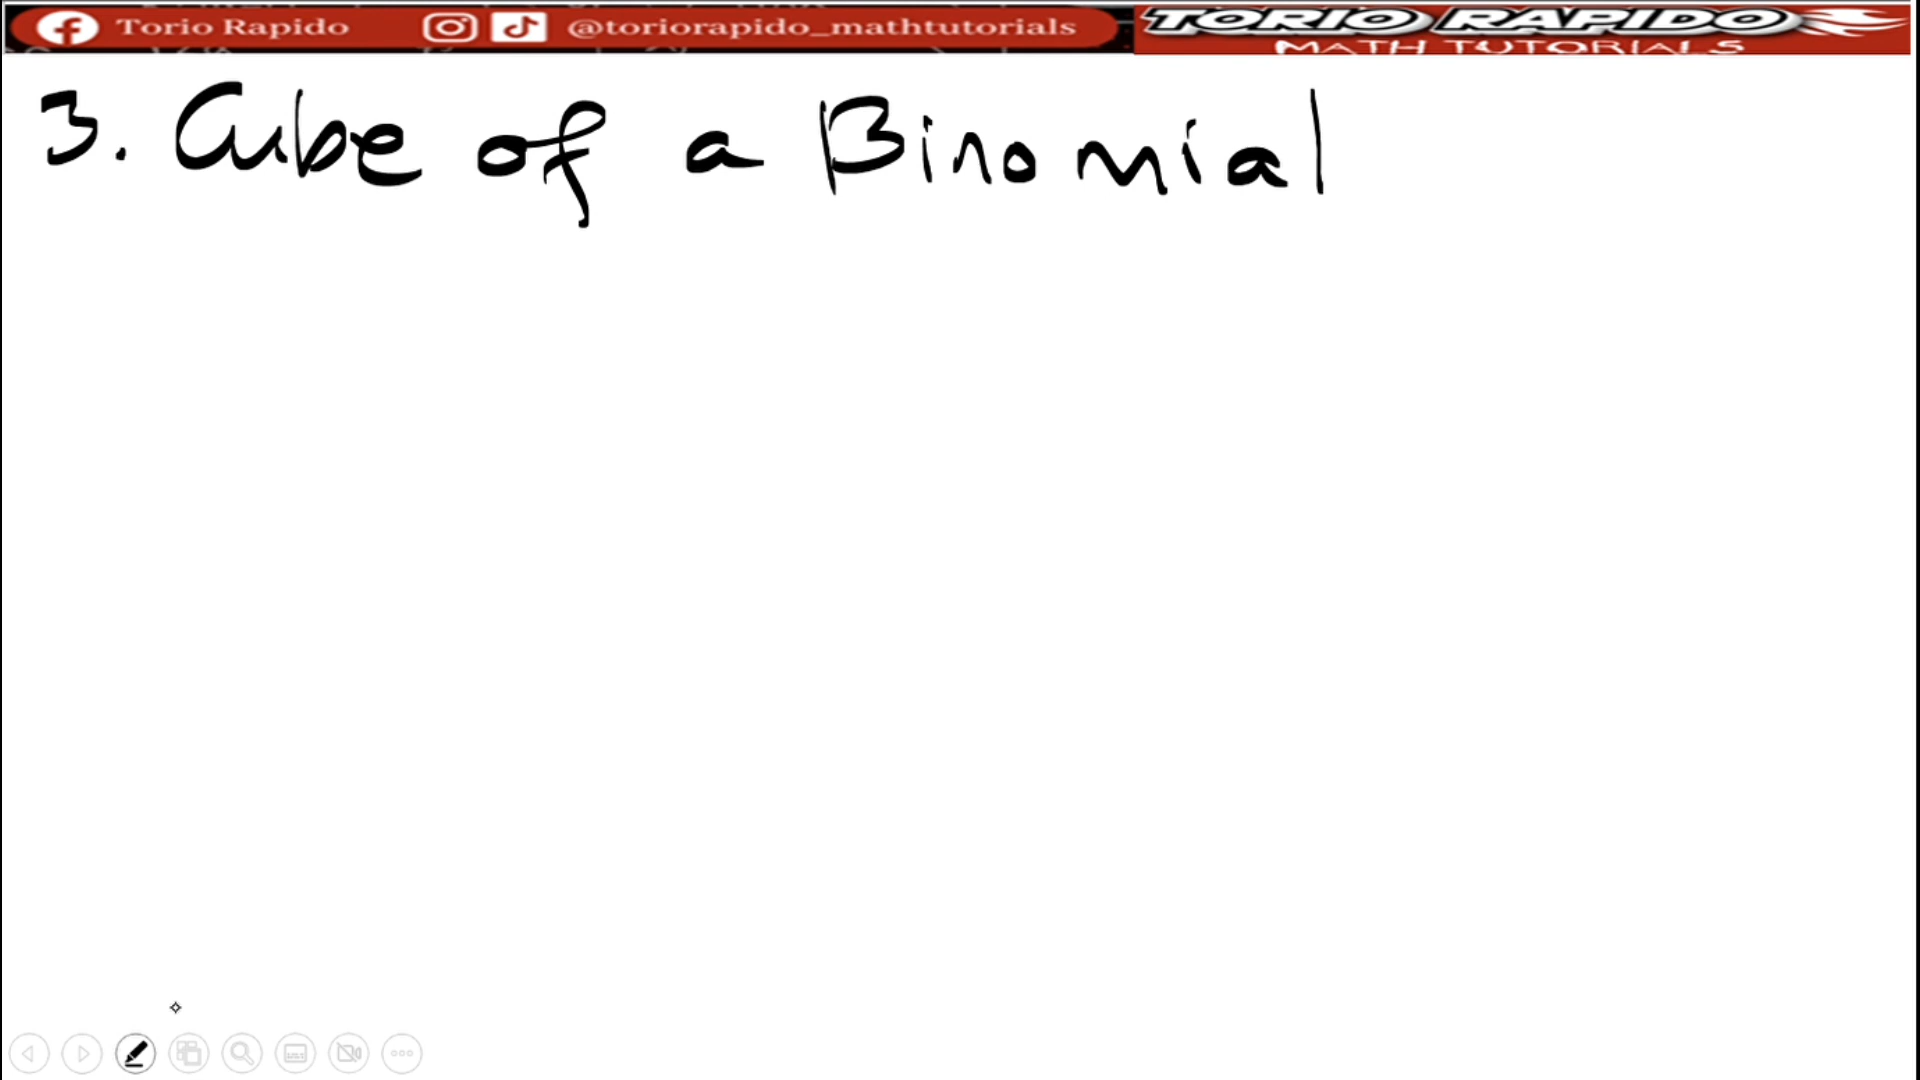 Torio Rapido @toriorapido_mathtutorials TORIO RAPIDO
MATH TUTORIALS
3. Cube of a Binomial